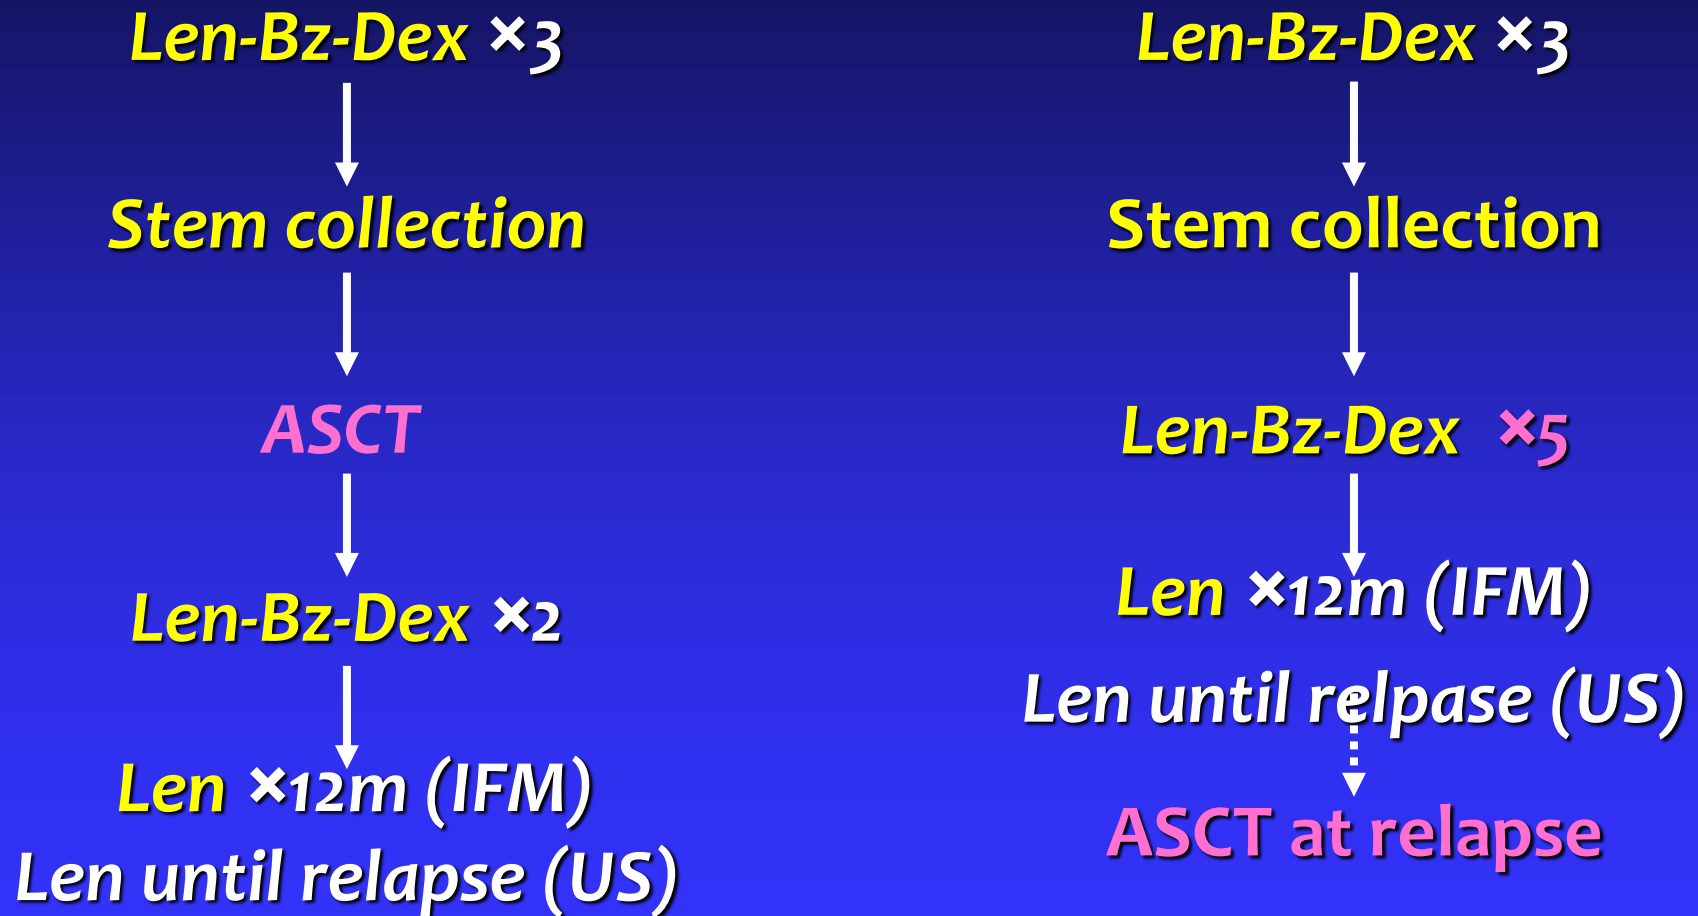 Len-Bz-Dex ×3
Stem collection
ASCT
Len-Bz-Dex ×2
Len ×12m (IFM)
Len until relapse (US)
Len-Bz-Dex ×3
Stem collection
Len-Bz-Dex ×5
Len ×12m (IFM)
Len until relpase (US)
ASCT at relapse